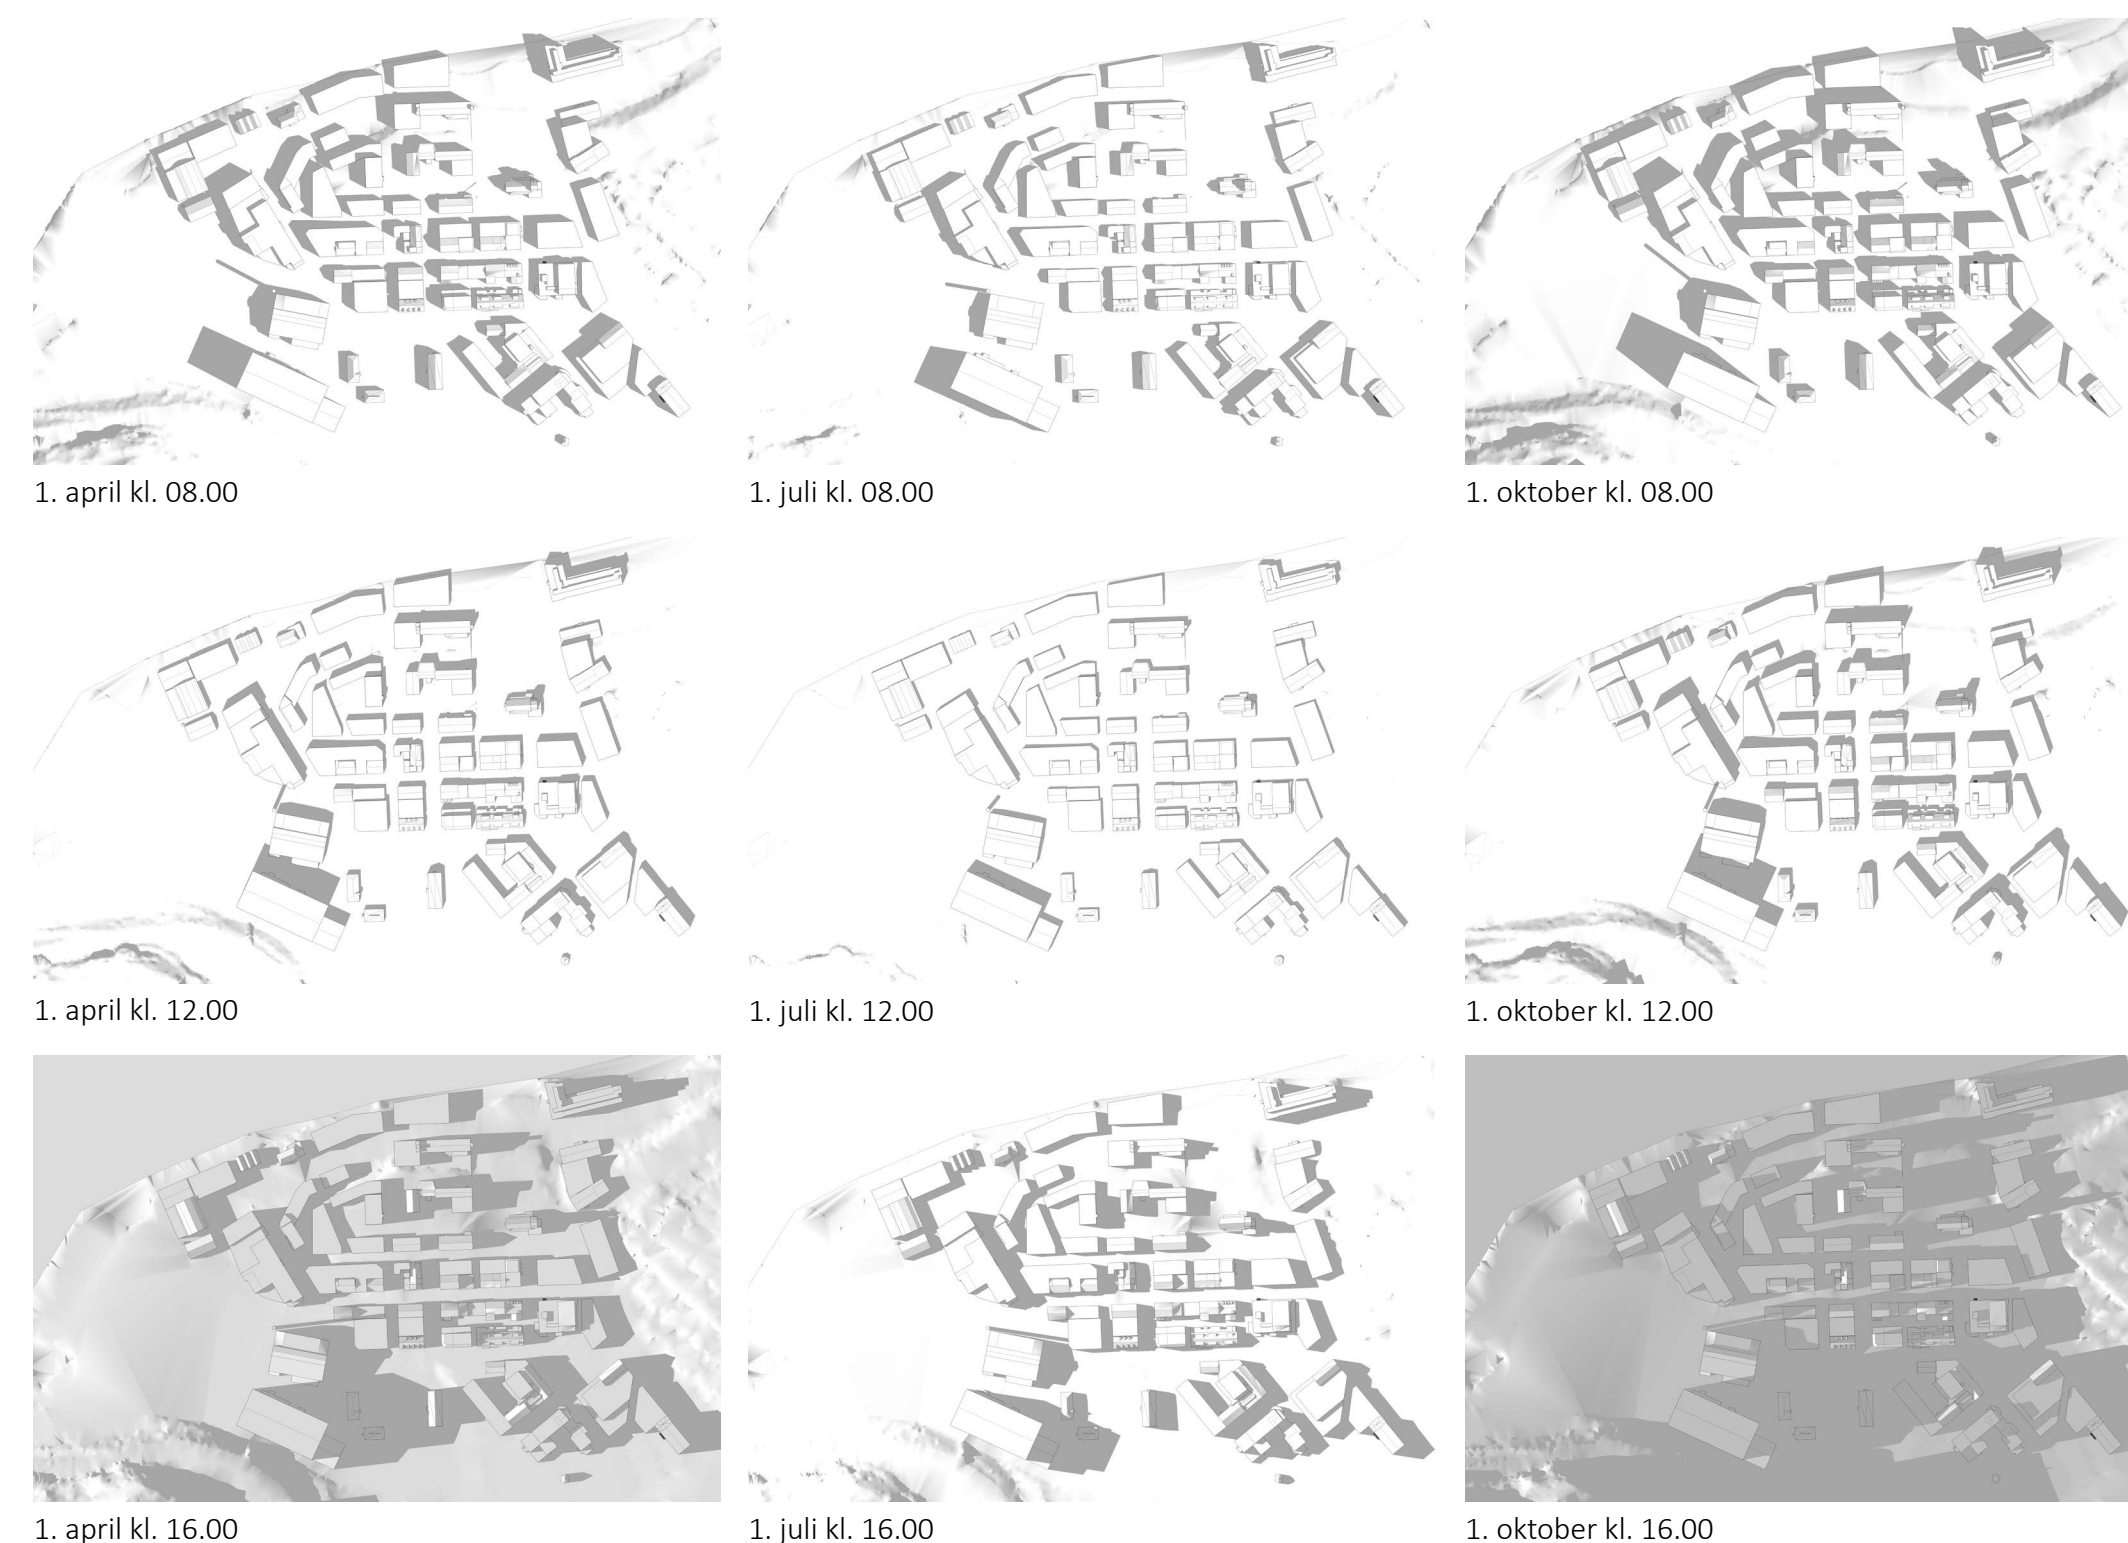 1. april kl. 08.00
1. juli kl. 08.00
1. oktober kl. 08.00
1. april kl. 12.00
1. juli kl. 12.00
1. oktober kl. 12.00
1. april kl. 16.00
1. juli kl. 16.00
1. oktober kl. 16.00